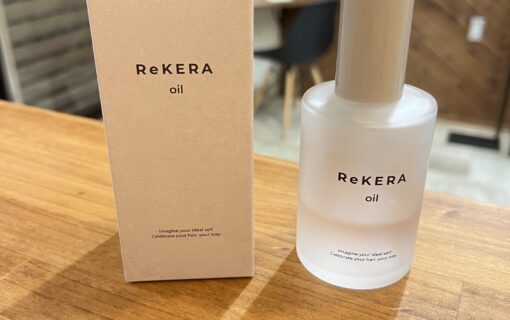 ReKERA
oil
Imagine your ideal self.
Celebrate your hair, your way.
ReKERA
oil
Imagine your ideal self.
Celebrate your hair, your way.